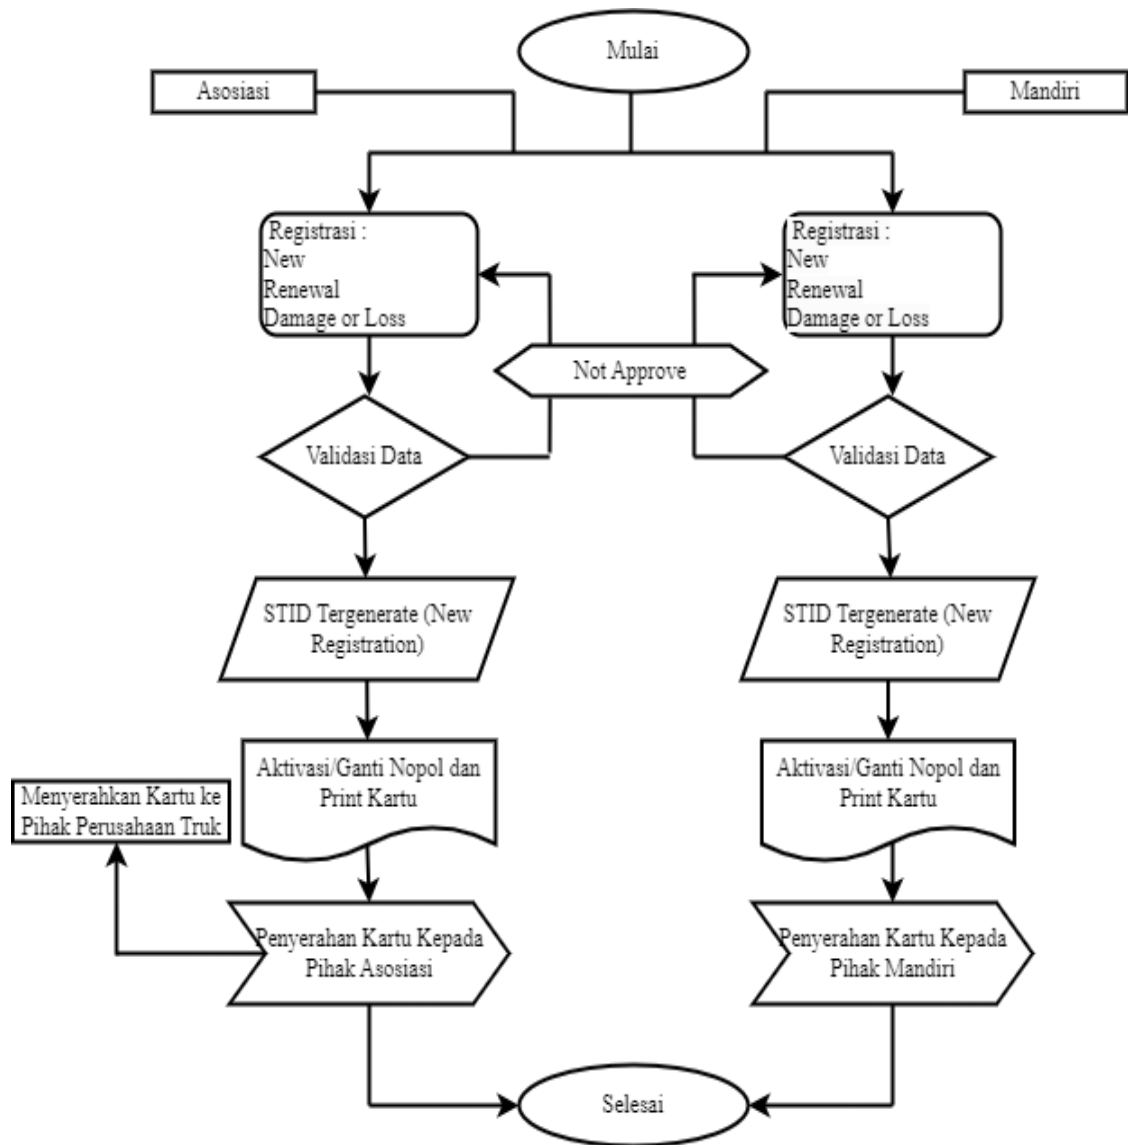 Mulai
Asosiasi
Mandiri
Registrasi :
New
Renewal
Damage or Loss
Registrasi :
New
Renewal
Damage or Loss
Not Approve
Validasi Data
Validasi Data
STID Tergenerate (New
Registration)
STID Tergenerate (New
Registration)
Aktivasi/Ganti Nopol dan
Print Kartu
Aktivasi/Ganti Nopol dan
Print Kartu
Menyerahkan Kartu ke
Pihak Perusahaan Truk
Penyerahan Kartu Kepada
Pihak Asosiasi
Penyerahan Kartu Kepada
Pihak Mandiri
Selesai